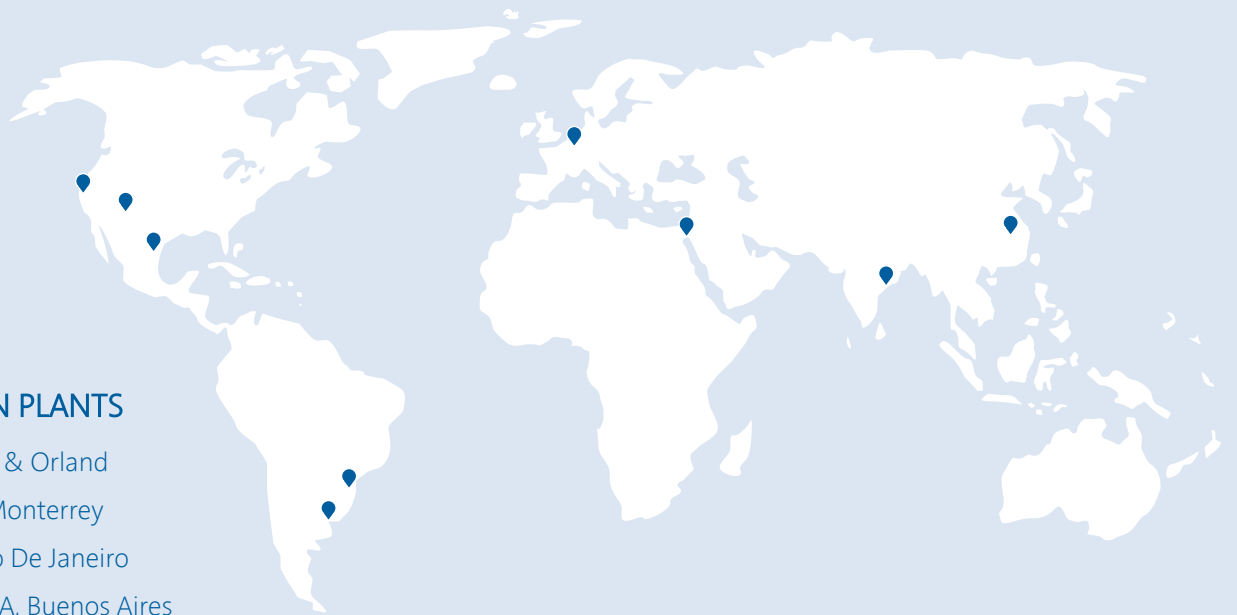 N PLANTS
& Orland
Monterrey
o De Janeiro
A. Buenos Aires